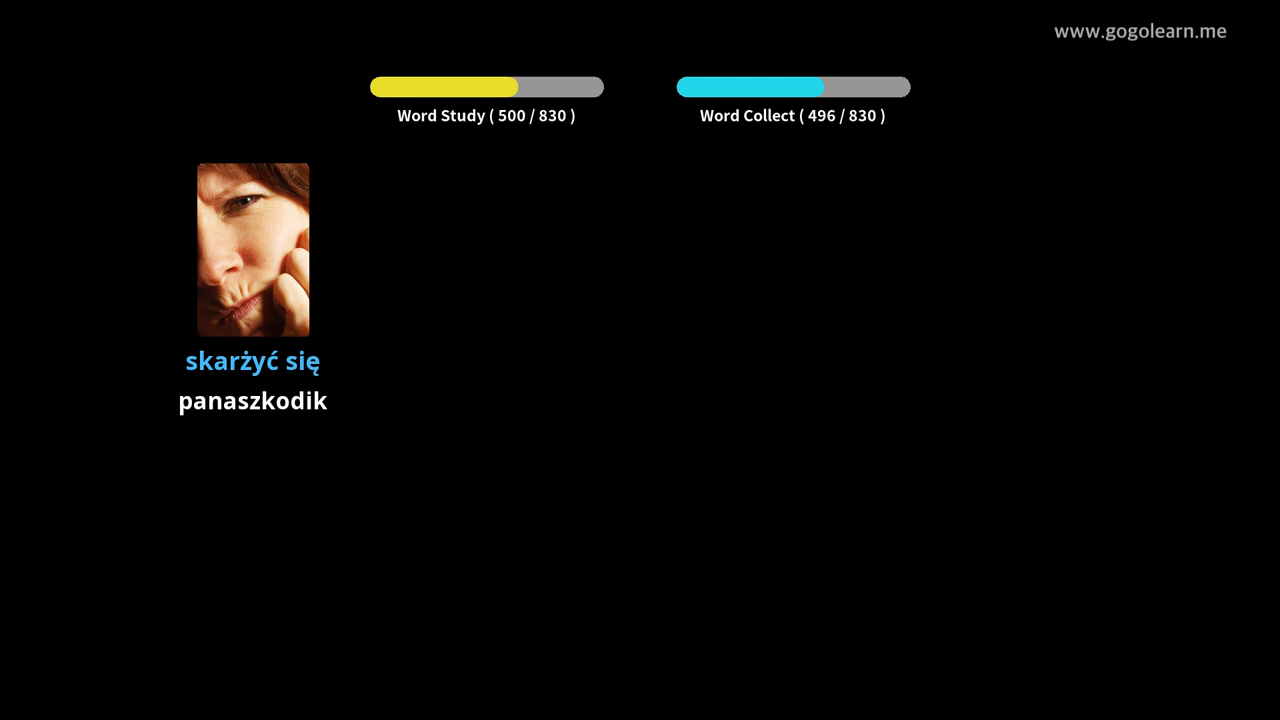 www.gogolearn.me
Word Study ( 500 / 830 )
Word Collect ( 496 / 830 )
skarżyć się
panaszkodik